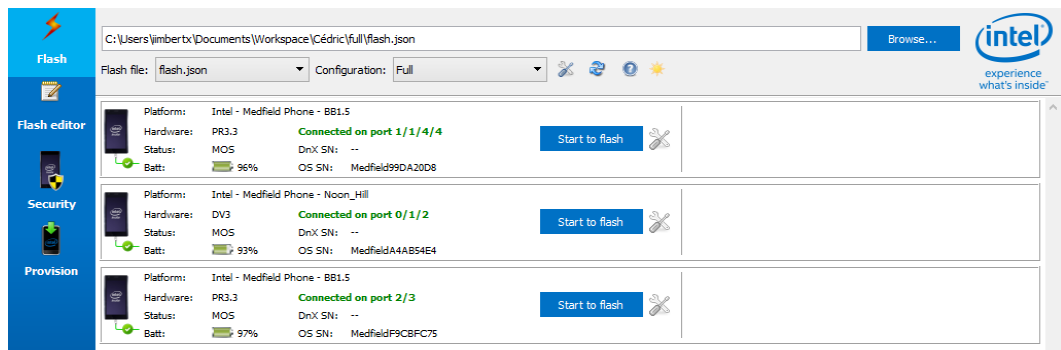 Flash
Flash editor
Security
Provision
C:\Users\jimbertx\Documents\Workspace\Cédric\full\flash.json
Browse...
Flash file: flash.json Configuration: Full
intel
experience
what's inside™
Platform: Intel - Medfield Phone - BB1.5
Hardware: PR3.3 Connected on port 1/1/4/4
Status: MOS DnX SN: --
Batt: 96% OS SN: Medfield99DA20D8
Start to flash
Platform: Intel - Medfield Phone - Noon_Hill
Hardware: DV3 Connected on port 0/1/2
Status: MOS DnX SN: --
Batt: 93% OS SN: MedfieldA4AB54E4
Start to flash
Platform: Intel - Medfield Phone - BB1.5
Hardware: PR3.3 Connected on port 2/3
Status: MOS DnX SN: --
Batt: 97% OS SN: MedfieldF9CBFC75
Start to flash